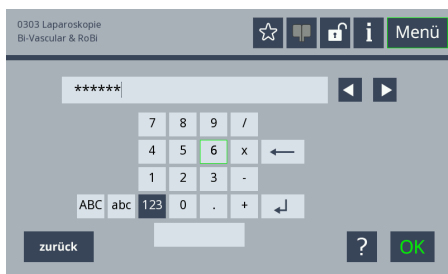 0303 Laparoskopie
Bi-Vascular & RoBi
i Menü
******
7 8 9 /
4 5 6 x
1 2 3 -
ABC abc 123 0 . +
zurück ? OK